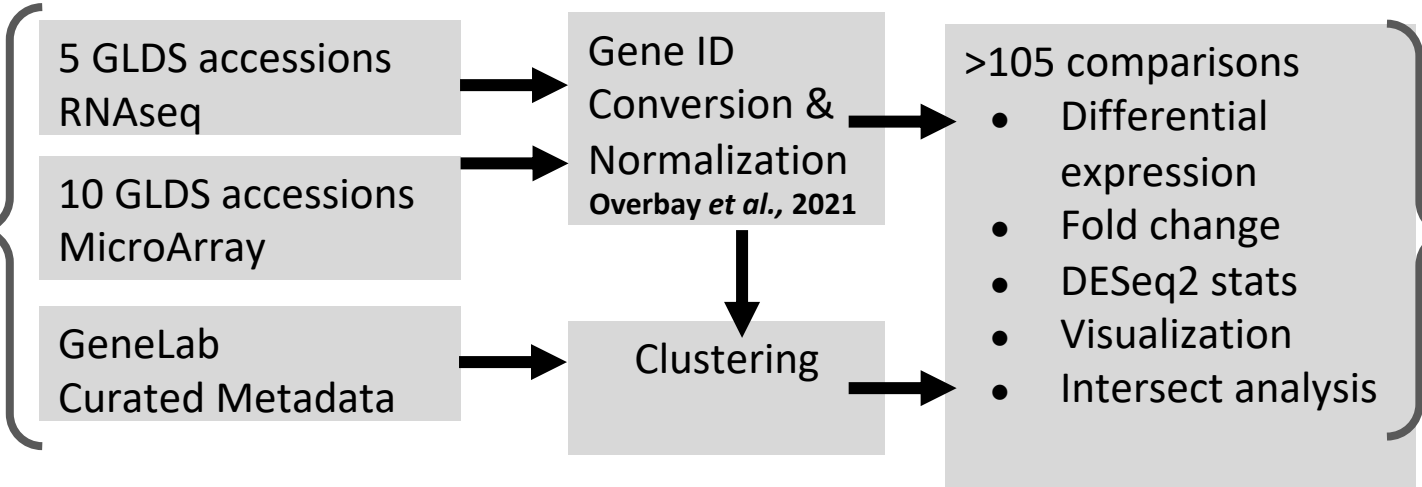 5 GLDS accessions
RNAseq
10 GLDS accessions
MicroArray
GeneLab
Curated Metadata
Gene ID
Conversion &
Normalization
Overbay et al., 2021
Clustering
>105 comparisons
● Differential
expression
● Fold change
● DESeq2 stats
● Visualization
● Intersect analysis